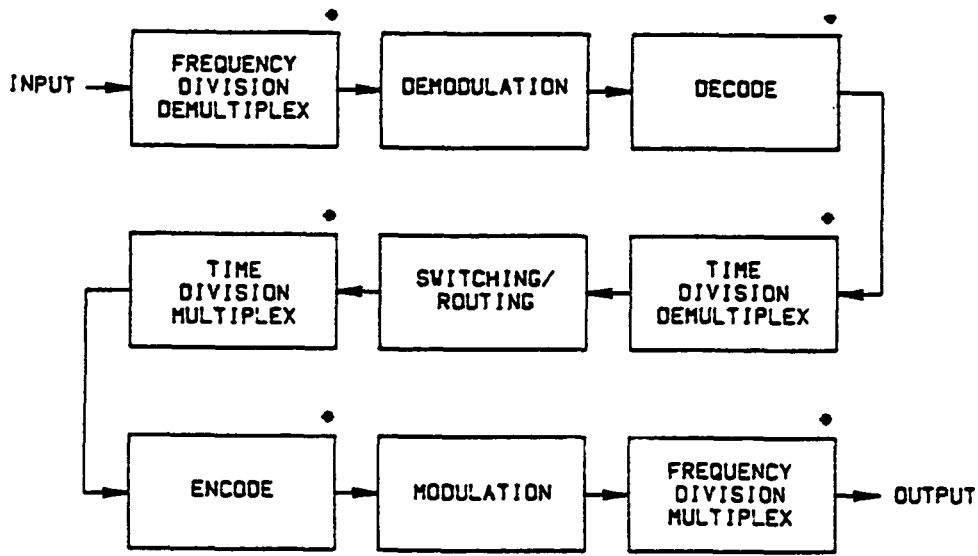 INPUT
FREQUENCY
DIVISION
DEMULTIPLEX
DEMODULATION
DECODE
TIME
DIVISION
MULTIPLEX
SWITCHING/
ROUTING
TIME
DIVISION
DEMULTIPLEX
ENCODE
MODULATION
FREQUENCY
DIVISION
MULTIPLEX
OUTPUT